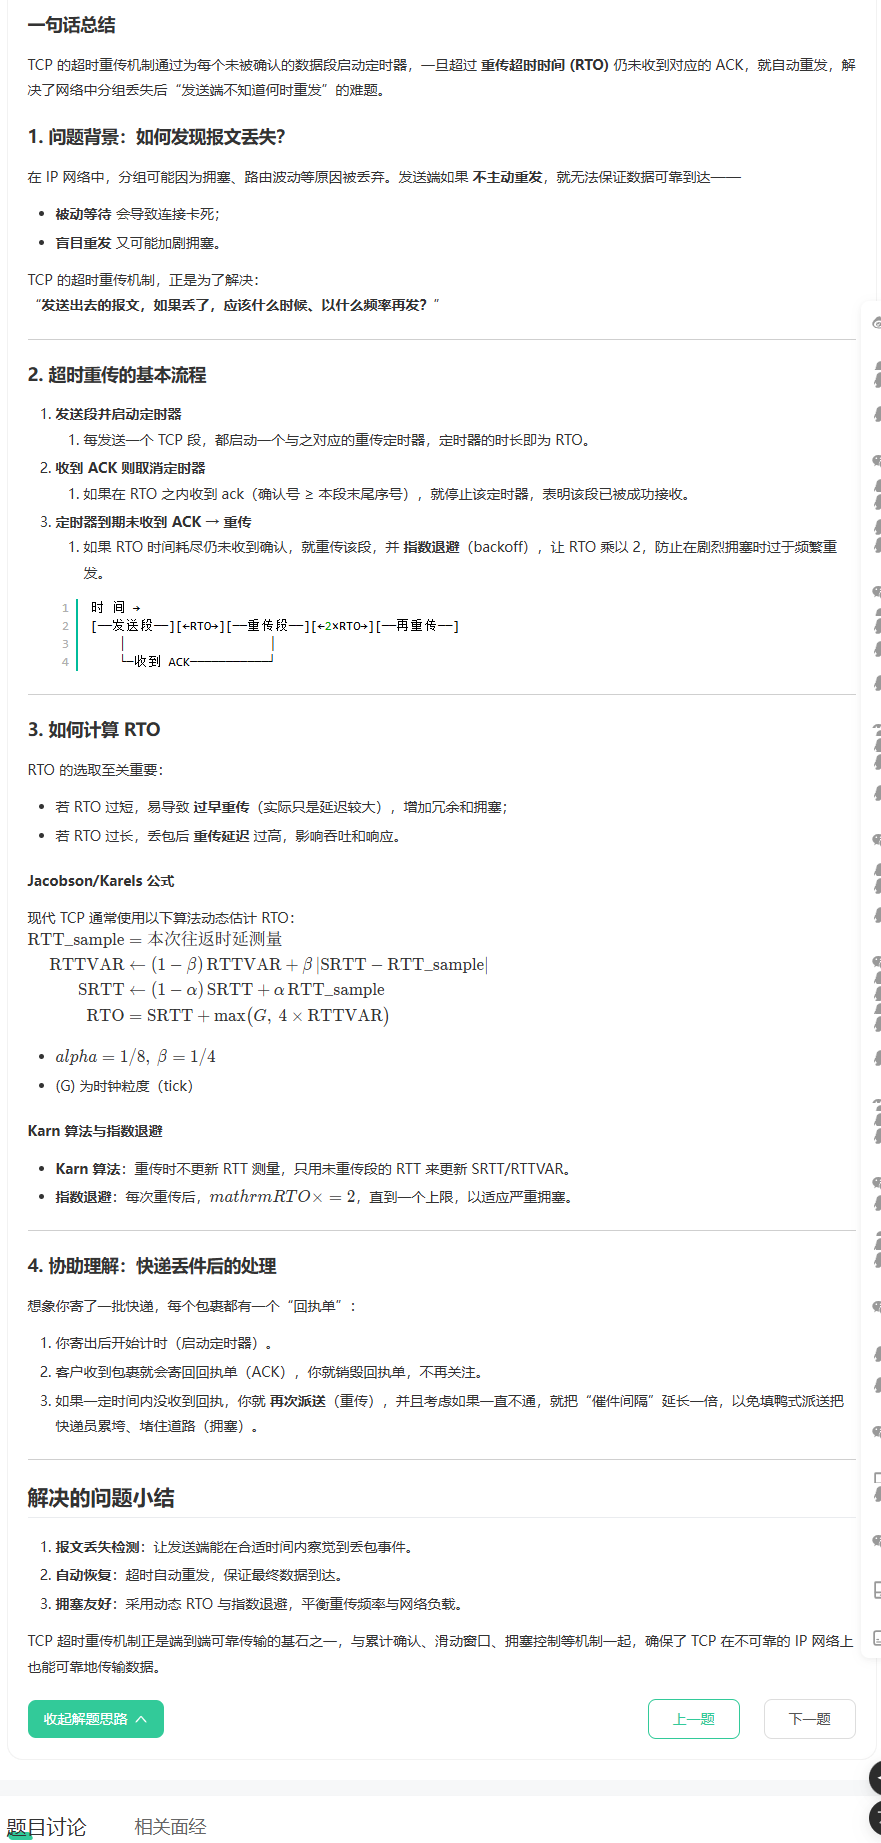 一句话总结
TCP 的超时重传机制通过为每个未被确认的数据段启动定时器，一旦超过 重传超时时间 (RTO) 仍未收到对应的 ACK，就自动重发，解
决了网络中分组丢失后“发送端不知道何时重发”的难题。
1. 问题背景：如何发现报文丢失？
在 IP 网络中，分组可能因为拥塞、路由波动等原因被丢弃。发送端如果 不主动重发，就无法保证数据可靠到达——
• 被动等待 会导致连接卡死；
• 盲目重发 又可能加剧拥塞。
TCP 的超时重传机制，正是为了解决：
“发送出去的报文，如果丢了，应该什么时候、以什么频率再发？”
2. 超时重传的基本流程
1. 发送段并启动定时器
1. 每发送一个 TCP 段，都启动一个与之对应的重传定时器，定时器的时长即为 RTO。
2. 收到 ACK 则取消定时器
1. 如果在 RTO 之内收到 ack（确认号 ≥ 本段末尾序号），就停止该定时器，表明该段已被成功接收。
3. 定时器到期未收到 ACK → 重传
1. 如果 RTO 时间耗尽仍未收到确认，就重传该段，并 指数退避（backoff），让 RTO 乘以 2，防止在剧烈拥塞时过于频繁重
发。
1 时 间 →
2 [──发送段──][←RTO→][──重传段──][←2×RTO→][──再重传──]
3 │ │
4 └─收到 ACK───────────┘
3. 如何计算 RTO
RTO 的选取至关重要：
• 若 RTO 过短，易导致 过早重传（实际只是延迟较大），增加冗余和拥塞；
• 若 RTO 过长，丢包后 重传延迟 过高，影响吞吐和响应。
Jacobson/Karels 公式
现代 TCP 通常使用以下算法动态估计 RTO：
RTT_sample = 本次往返时延测量
RTTVAR ← (1 − β) RTTVAR + β |SRTT − RTT_sample|
SRTT ← (1 − α) SRTT + α RTT_sample
RTO = SRTT + max(G, 4 × RTTVAR)
• alpha = 1/8, β = 1/4
• (G) 为时钟粒度（tick）
Karn 算法与指数退避
• Karn 算法：重传时不更新 RTT 测量，只用未重传段的 RTT 来更新 SRTT/RTTVAR。
• 指数退避：每次重传后，mathrmRTO× = 2，直到一个上限，以适应严重拥塞。
4. 协助理解：快递丢件后的处理
想象你寄了一批快递，每个包裹都有一个“回执单”：
1. 你寄出后开始计时（启动定时器）。
2. 客户收到包裹就会寄回回执单（ACK），你就销毁回执单，不再关注。
3. 如果一定时间内没收到回执，你就 再次派送（重传），并且考虑如果一直不通，就把“催件间隔”延长一倍，以免填鸭式派送把
快递员累垮、堵住道路（拥塞）。
解决的问题小结
1. 报文丢失检测：让发送端能在合适时间内察觉到丢包事件。
2. 自动恢复：超时自动重发，保证最终数据到达。
3. 拥塞友好：采用动态 RTO 与指数退避，平衡重传频率与网络负载。
TCP 超时重传机制正是端到端可靠传输的基石之一，与累计确认、滑动窗口、拥塞控制等机制一起，确保了 TCP 在不可靠的 IP 网络上
也能可靠地传输数据。
收起解题思路 上一题 下一题
题目讨论 相关面经